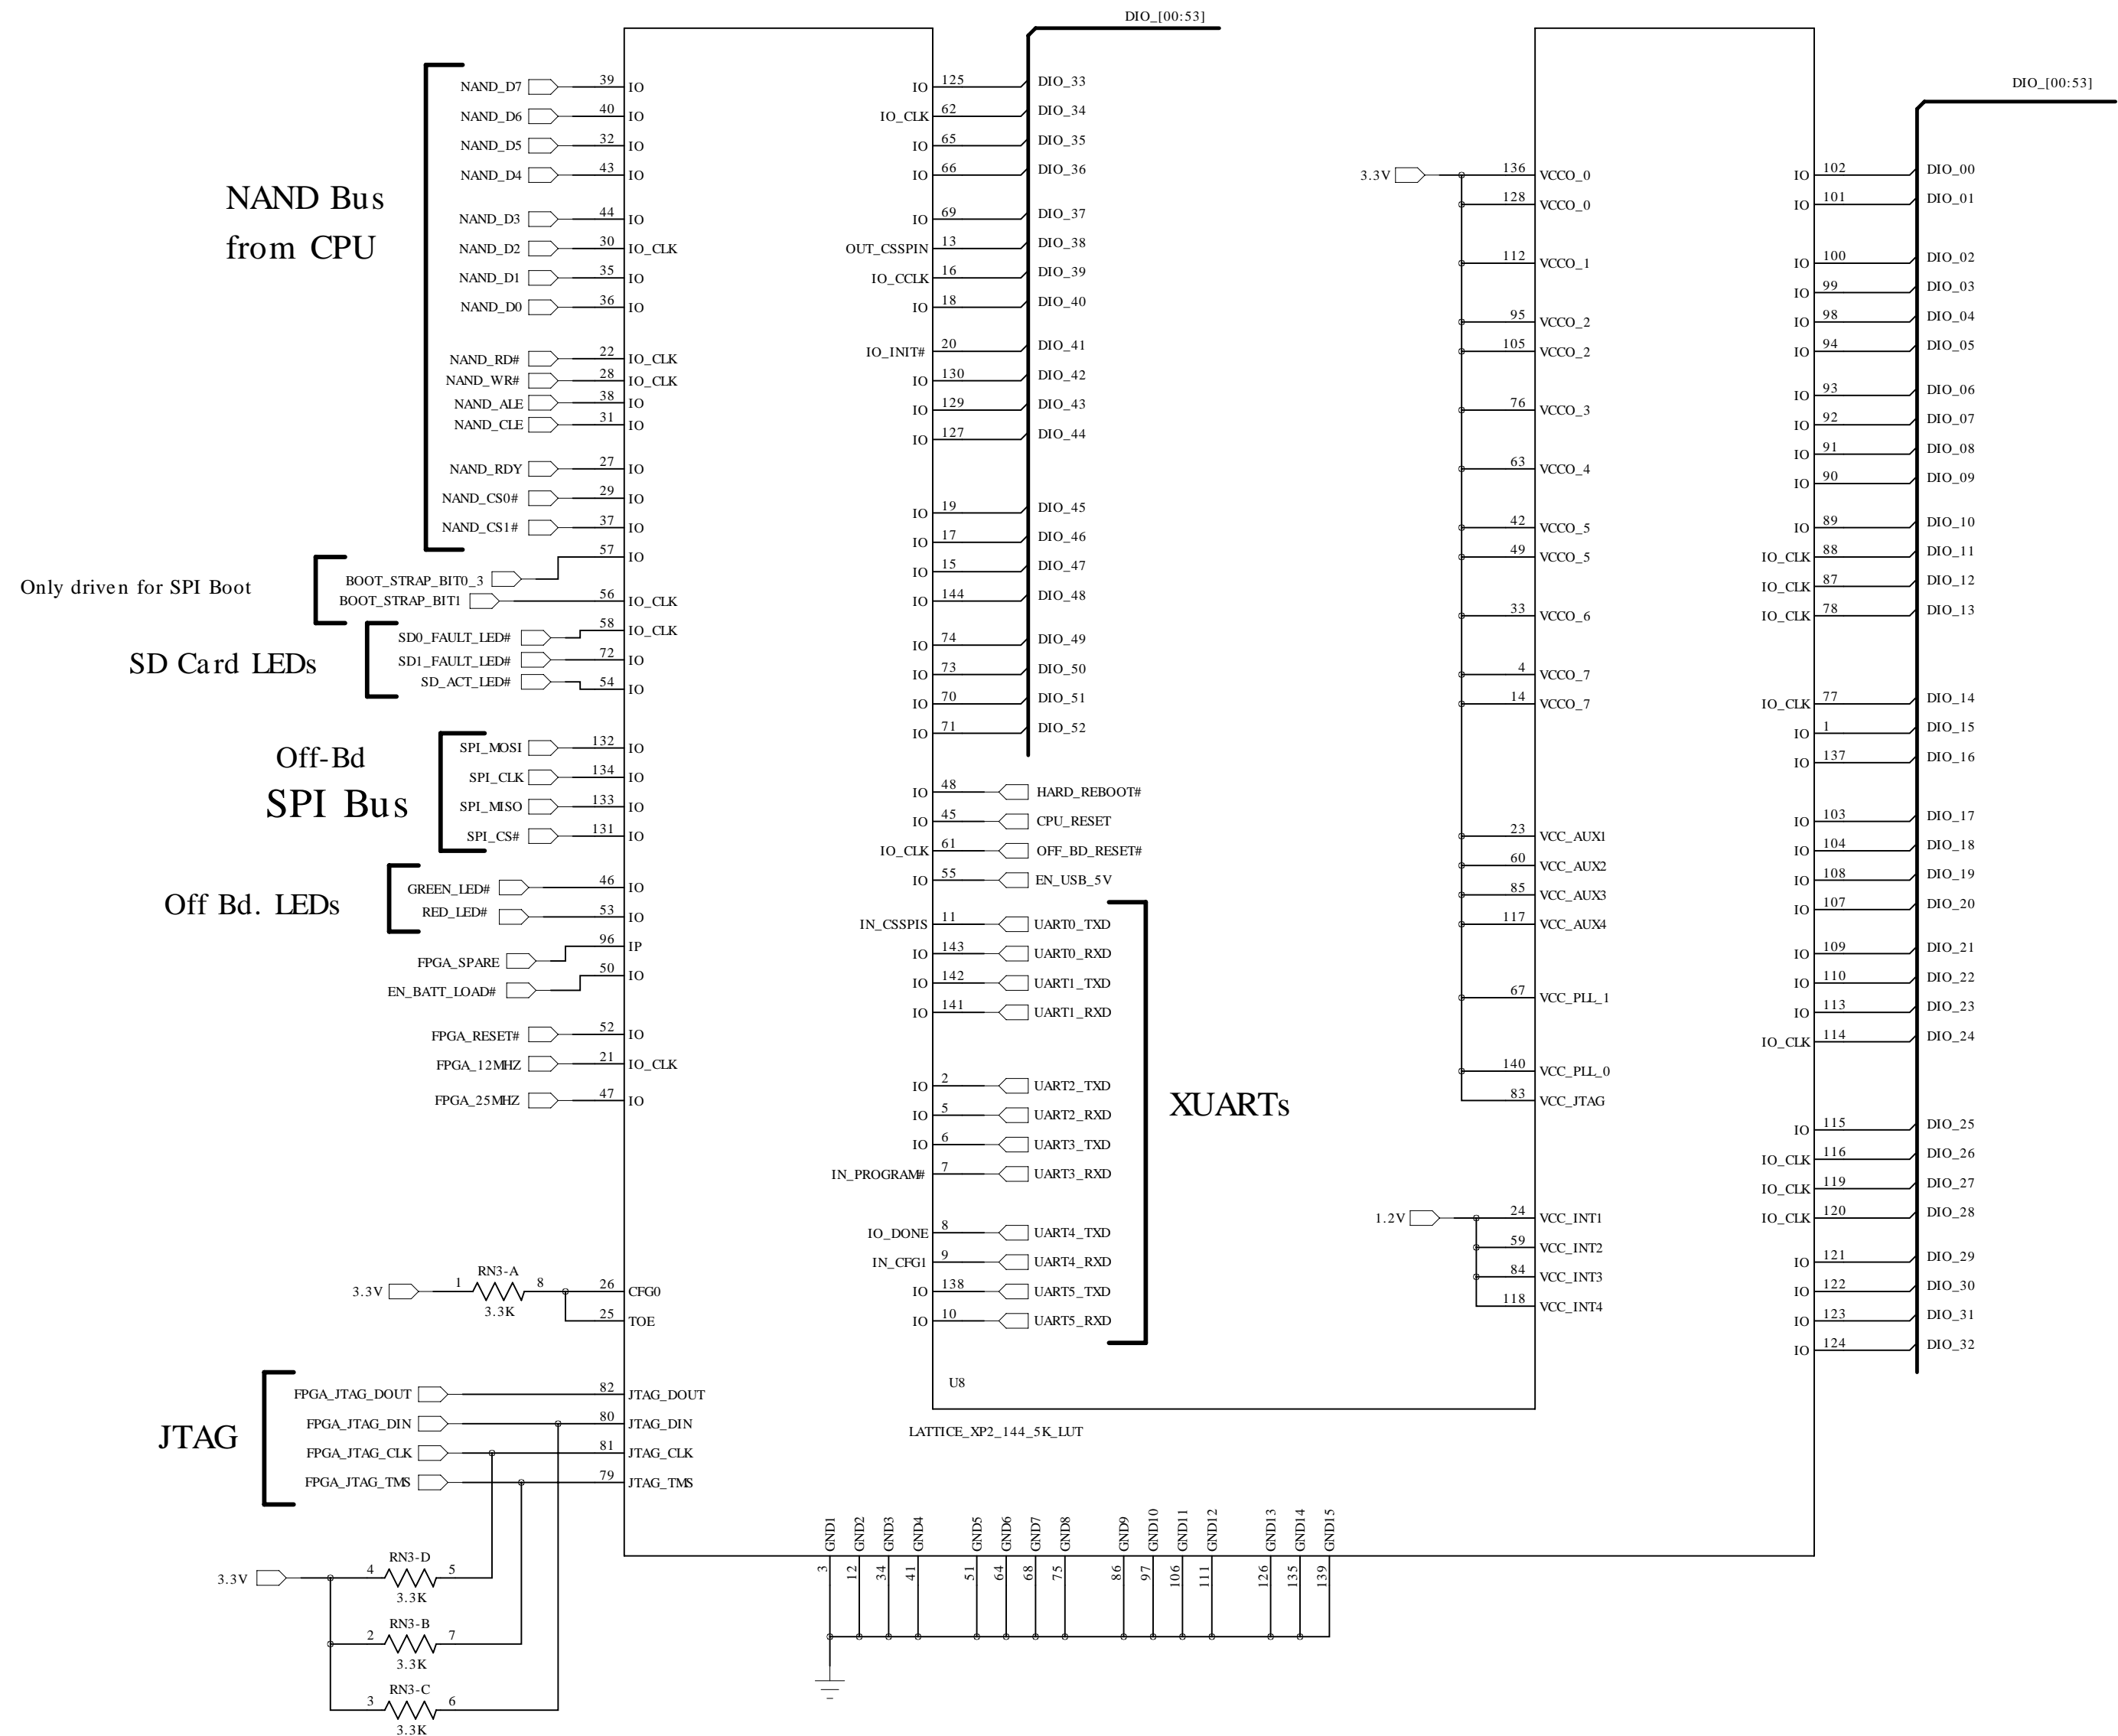 DIO_[00:53]
DIO_[00:53]
NAND Bus
from CPU
NAND_D7 39 IO
NAND_D6 40 IO
NAND_D5 32 IO
NAND_D4 43 IO
NAND_D3 44 IO
NAND_D2 30 IO_CLK
NAND_D1 35 IO
NAND_D0 36 IO
NAND_RD# 22 IO_CLK
NAND_WR# 28 IO_CLK
NAND_ALE 38 IO
NAND_CLE 31 IO
NAND_RDY 27 IO
NAND_CS0# 29 IO
NAND_CS1# 37 IO
Only driven for SPI Boot
BOOT_STRAP_BIT0_3 57 IO
BOOT_STRAP_BIT1 56 IO_CLK
SD Card LEDs
SD0_FAULT_LED# 58 IO_CLK
SD1_FAULT_LED# 72 IO
SD_ACT_LED# 54 IO
Off-Bd
SPI Bus
SPI_MOSI 132 IO
SPI_CLK 134 IO
SPI_MISO 133 IO
SPI_CS# 131 IO
Off Bd. LEDs
GREEN_LED# 46 IO
RED_LED# 53 IO
FPGA_SPARE 96 IP
EN_BATT_LOAD# 50 IO
FPGA_RESET# 52 IO
FPGA_12MHZ 21 IO_CLK
FPGA_25MHZ 47 IO
3.3V 1 RN3-A 8 26 CFG0
3.3K
25 TOE
JTAG
FPGA_JTAG_DOUT 82 JTAG_DOUT
FPGA_JTAG_DIN 80 JTAG_DIN
FPGA_JTAG_CLK 81 JTAG_CLK
FPGA_JTAG_TMS 79 JTAG_TMS
3.3V 4 RN3-D 5
3.3K
2 RN3-B 7
3.3K
3 RN3-C 6
3.3K
IO 125 DIO_33
IO_CLK 62 DIO_34
IO 65 DIO_35
IO 66 DIO_36
IO 69 DIO_37
OUT_CSSPIN 13 DIO_38
IO_CCLK 16 DIO_39
IO 18 DIO_40
IO_INIT# 20 DIO_41
IO 130 DIO_42
IO 129 DIO_43
IO 127 DIO_44
IO 19 DIO_45
IO 17 DIO_46
IO 15 DIO_47
IO 144 DIO_48
IO 74 DIO_49
IO 73 DIO_50
IO 70 DIO_51
IO 71 DIO_52
IO 48 HARD_REBOOT#
IO 45 CPU_RESET
IO_CLK 61 OFF_BD_RESET#
IO 55 EN_USB_5V
XUARTs
IN_CSSPIS 11 UART0_TXD
IO 143 UART0_RXD
IO 142 UART1_TXD
IO 141 UART1_RXD
IO 2 UART2_TXD
IO 5 UART2_RXD
IO 6 UART3_TXD
IN_PROGRAM# 7 UART3_RXD
IO_DONE 8 UART4_TXD
IN_CFG1 9 UART4_RXD
IO 138 UART5_TXD
IO 10 UART5_RXD
U8
LATTICE_XP2_144_5K_LUT
GND1 GND2 GND3 GND4 GND5 GND6 GND7 GND8 GND9 GND10 GND11 GND12 GND13 GND14 GND15
3 12 34 41 51 64 68 75 86 97 106 111 126 135 139
3.3V 136 VCCO_0
128 VCCO_0
112 VCCO_1
95 VCCO_2
105 VCCO_2
76 VCCO_3
63 VCCO_4
42 VCCO_5
49 VCCO_5
33 VCCO_6
4 VCCO_7
14 VCCO_7
23 VCC_AUX1
60 VCC_AUX2
85 VCC_AUX3
117 VCC_AUX4
67 VCC_PLL_1
140 VCC_PLL_0
83 VCC_JTAG
1.2V 24 VCC_INT1
59 VCC_INT2
84 VCC_INT3
118 VCC_INT4
IO 102 DIO_00
IO 101 DIO_01
IO 100 DIO_02
IO 99 DIO_03
IO 98 DIO_04
IO 94 DIO_05
IO 93 DIO_06
IO 92 DIO_07
IO 91 DIO_08
IO 90 DIO_09
IO 89 DIO_10
IO_CLK 88 DIO_11
IO_CLK 87 DIO_12
IO_CLK 78 DIO_13
IO_CLK 77 DIO_14
IO 1 DIO_15
IO 137 DIO_16
IO 103 DIO_17
IO 104 DIO_18
IO 108 DIO_19
IO 107 DIO_20
IO 109 DIO_21
IO 110 DIO_22
IO 113 DIO_23
IO_CLK 114 DIO_24
IO 115 DIO_25
IO_CLK 116 DIO_26
IO_CLK 119 DIO_27
IO_CLK 120 DIO_28
IO 121 DIO_29
IO 122 DIO_30
IO 123 DIO_31
IO 124 DIO_32